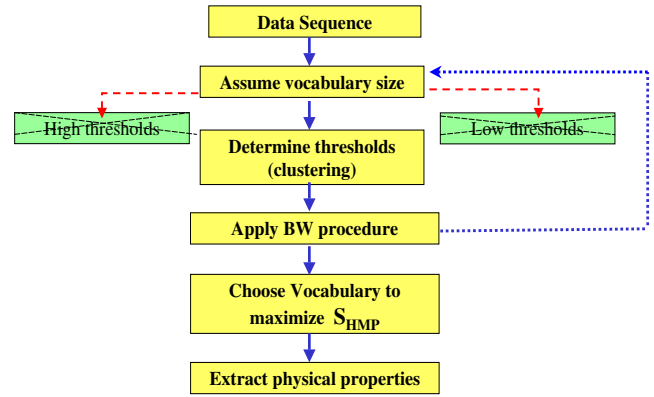 Data Sequence
Assume vocabulary size
High thresholds
Low thresholds
Determine thresholds
(clustering)
Apply BW procedure
Choose Vocabulary to
maximize S_HMP
Extract physical properties